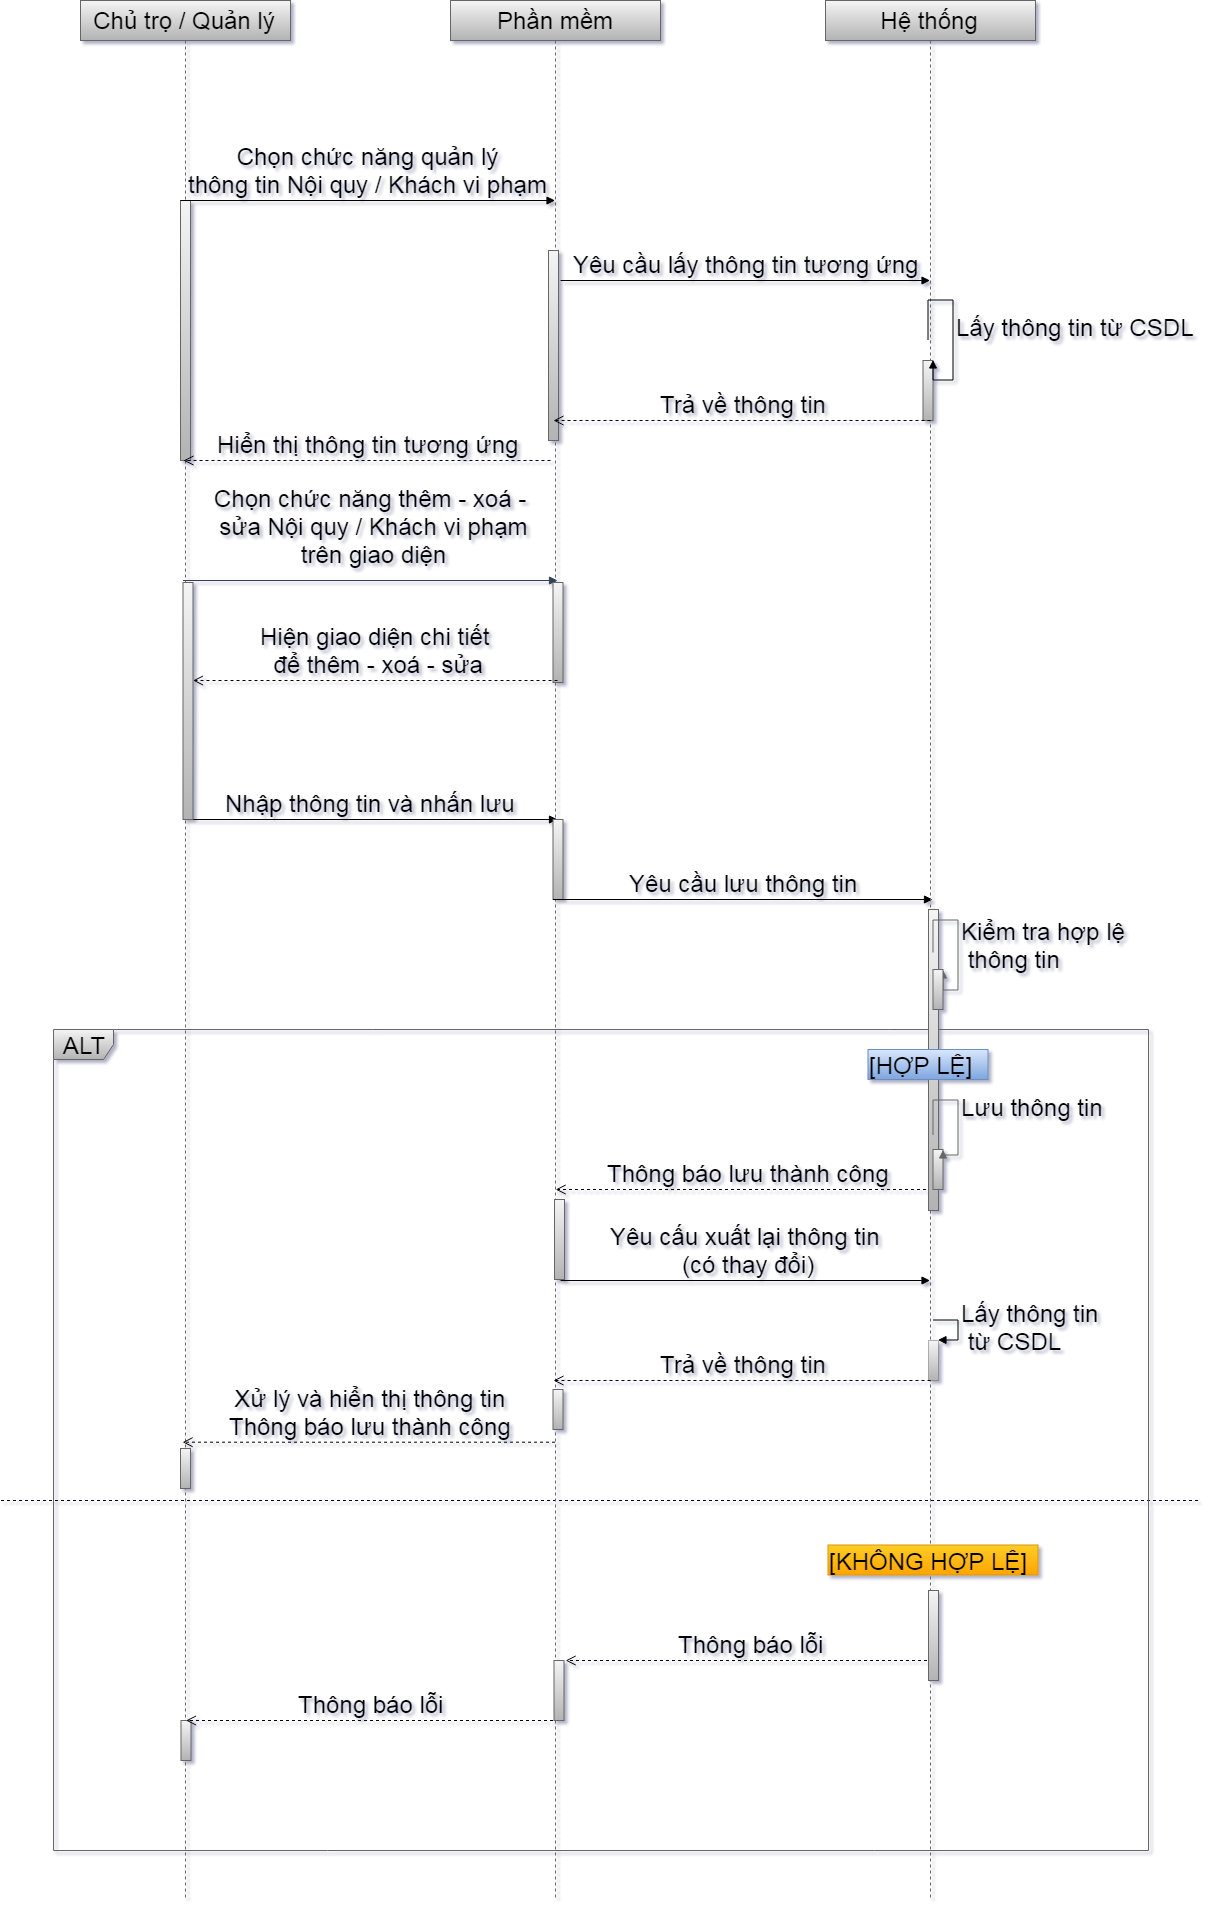 Chủ trọ / Quản lý
Phần mềm
Hệ thống
Chọn chức năng quản lý
thông tin Nội quy / Khách vi phạm
Yêu cầu lấy thông tin tương ứng
Lấy thông tin từ CSDL
Trả về thông tin
Hiển thị thông tin tương ứng
Chọn chức năng thêm - xoá -
sửa Nội quy / Khách vi phạm
trên giao diện
Hiện giao diện chi tiết
để thêm - xoá - sửa
Nhập thông tin và nhấn lưu
Yêu cầu lưu thông tin
Kiểm tra hợp lệ
thông tin
ALT
[HỢP LỆ]
Lưu thông tin
Thông báo lưu thành công
Yêu cấu xuất lại thông tin
(có thay đổi)
Lấy thông tin
từ CSDL
Trả về thông tin
Xử lý và hiển thị thông tin
Thông báo lưu thành công
[KHÔNG HỢP LỆ]
Thông báo lỗi
Thông báo lỗi